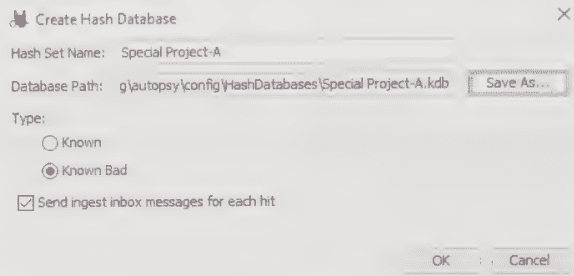 Create Hash Database
Hash Set Name: Special Project-A
Database Path: g\autopsy\config\HashDatabases\Special Project-A.kdb Save As...
Type:
Known
Known Bad
Send ingest inbox messages for each hit
OK Cancel